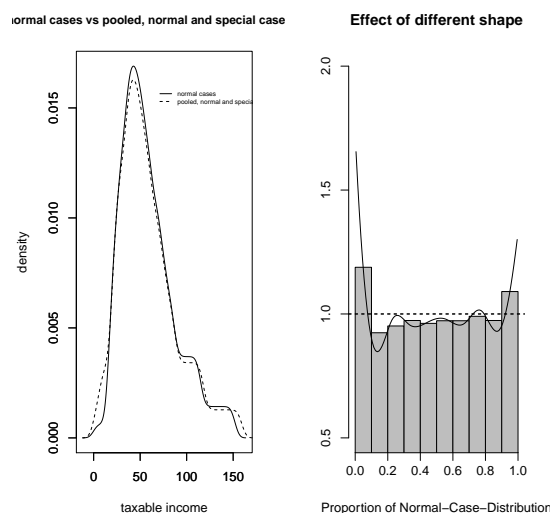 normal cases vs pooled, normal and special case
density
0.000
0.005
0.010
0.015
normal cases
pooled, normal and specia
0
50
100
150
taxable income
Effect of different shape
0.5
1.0
1.5
2.0
0.0
0.2
0.4
0.6
0.8
1.0
Proportion of Normal−Case−Distribution